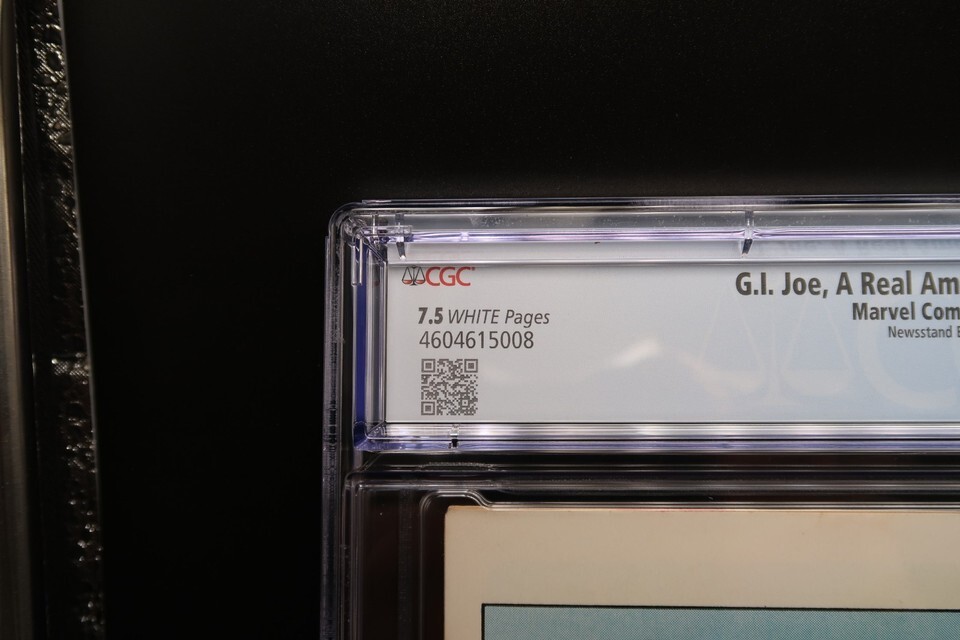 CGC
7.5 WHITE Pages
4604615008
G.I. Joe, A Real Am
Marvel Com
Newsstand E